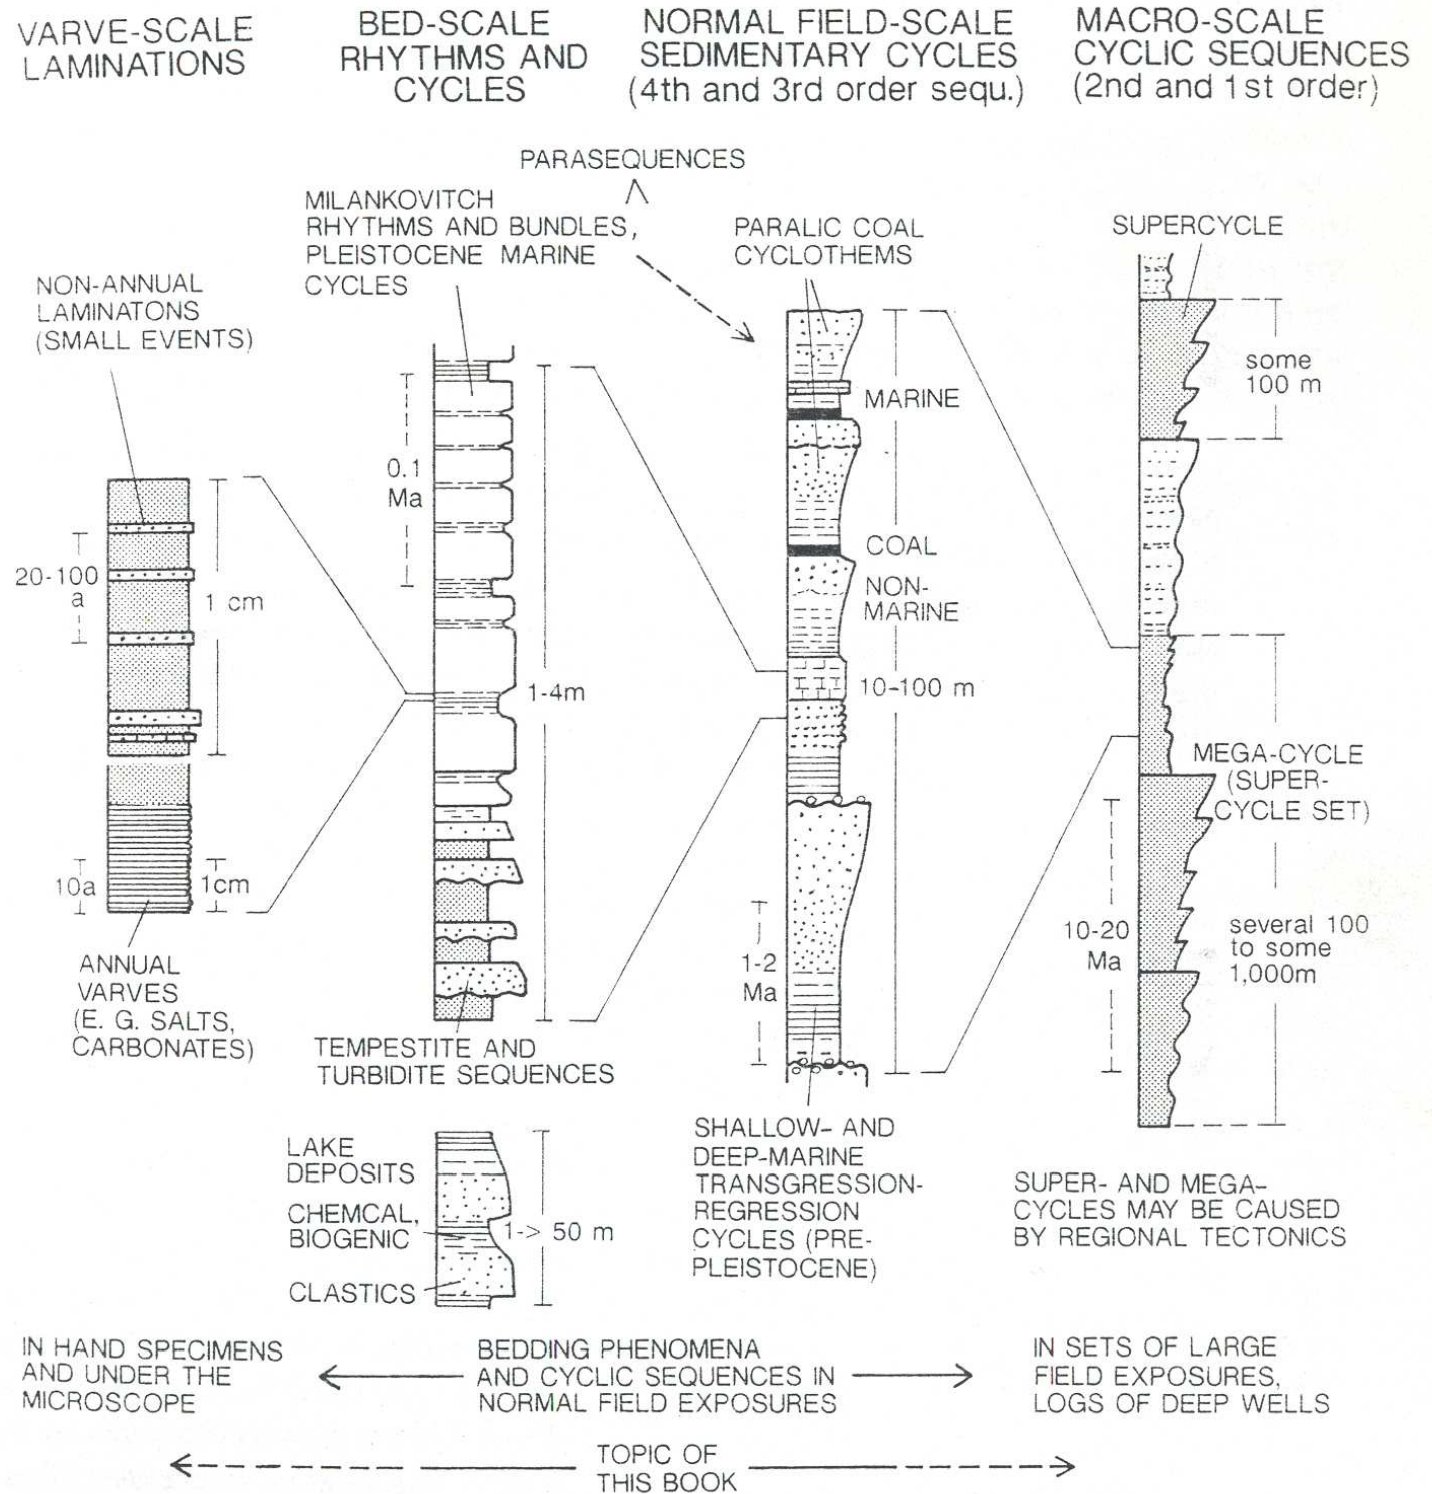 VARVE-SCALE
LAMINATIONS
BED-SCALE
RHYTHMS AND
CYCLES
NORMAL FIELD-SCALE
SEDIMENTARY CYCLES
(4th and 3rd order sequ.)
MACRO-SCALE
CYCLIC SEQUENCES
(2nd and 1st order)
PARASEQUENCES
MILANKOVITCH
RHYTHMS AND BUNDLES,
PLEISTOCENE MARINE
CYCLES
PARALIC COAL
CYCLOTHEMS
SUPERCYCLE
NON-ANNUAL
LAMINATONS
(SMALL EVENTS)
some
100 m
MARINE
0.1
Ma
COAL
20-100
a
1 cm
NON-
MARINE
1-4m
10-100 m
MEGA-CYCLE
(SUPER-
CYCLE SET)
10a
1cm
ANNUAL
VARVES
(E. G. SALTS,
CARBONATES)
1-2
Ma
10-20
Ma
several 100
to some
1,000m
TEMPESTITE AND
TURBIDITE SEQUENCES
LAKE
DEPOSITS
CHEMCAL,
BIOGENIC
1-> 50 m
CLASTICS
SHALLOW- AND
DEEP-MARINE
TRANSGRESSION-
REGRESSION
CYCLES (PRE-
PLEISTOCENE)
SUPER- AND MEGA-
CYCLES MAY BE CAUSED
BY REGIONAL TECTONICS
IN HAND SPECIMENS
AND UNDER THE
MICROSCOPE
BEDDING PHENOMENA
AND CYCLIC SEQUENCES IN
NORMAL FIELD EXPOSURES
IN SETS OF LARGE
FIELD EXPOSURES,
LOGS OF DEEP WELLS
TOPIC OF
THIS BOOK